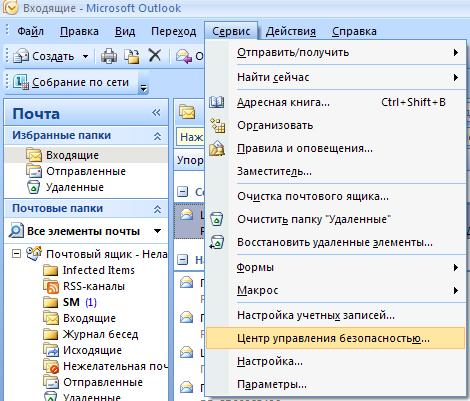 Входящие - Microsoft Outlook
Файл Правка Вид Переход Сервис Действия Справка
Создать
Собрание по сети
Почта
Избранные папки
Входящие
Отправленные
Удаленные
Почтовые папки
Все элементы почты
Почтовый ящик - Нела
Infected Items
RSS-каналы
SM (1)
Входящие
Журнал бесед
Исходящие
Нежелательная почт
Отправленные
Удаленные
Отправить/получить
Найти сейчас
Адресная книга... Ctrl+Shift+B
Организовать
Правила и оповещения...
Заместитель...
Очистка почтового ящика...
Очистить папку "Удаленные"
Восстановить удаленные элементы...
Формы
Макрос
Настройка учетных записей...
Центр управления безопасностью...
Настройка...
Параметры...